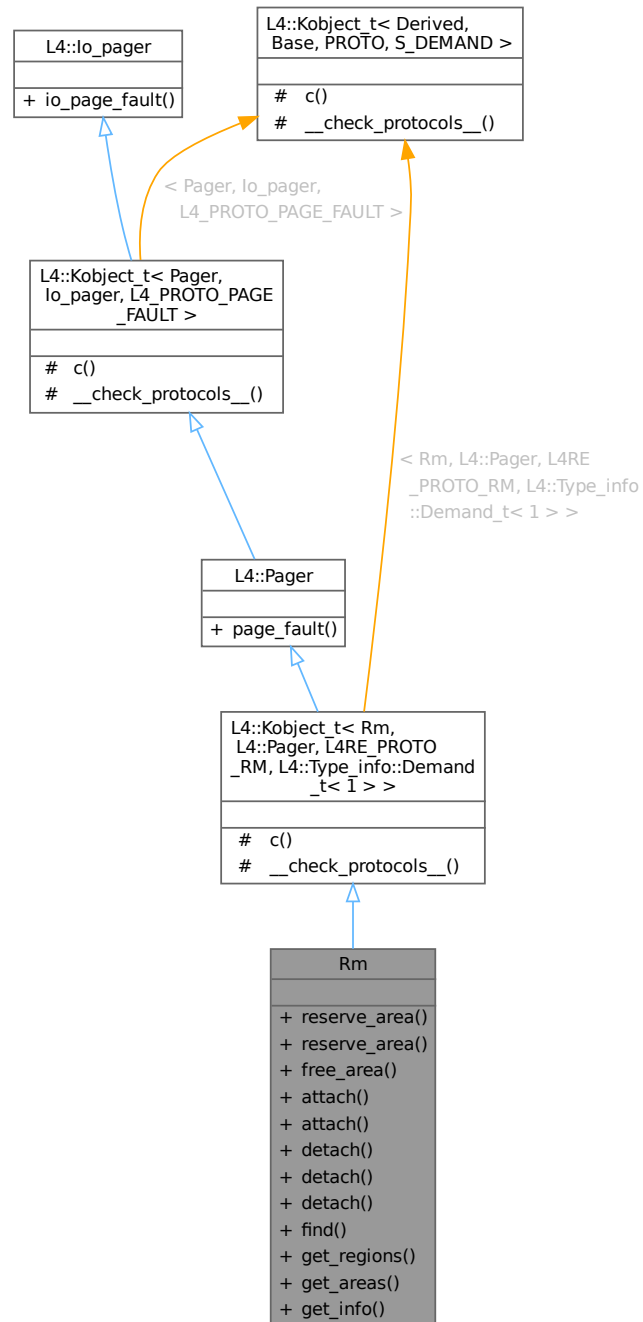 L4::Io_pager
+ io_page_fault()
L4::Kobject_t< Derived,
Base, PROTO, S_DEMAND >
# c()
# __check_protocols__()
< Pager, Io_pager,
L4_PROTO_PAGE_FAULT >
L4::Kobject_t< Pager,
Io_pager, L4_PROTO_PAGE
_FAULT >
# c()
# __check_protocols__()
< Rm, L4::Pager, L4RE
_PROTO_RM, L4::Type_info
::Demand_t< 1 > >
L4::Pager
+ page_fault()
L4::Kobject_t< Rm,
L4::Pager, L4RE_PROTO
_RM, L4::Type_info::Demand
_t< 1 > >
# c()
# __check_protocols__()
Rm
+ reserve_area()
+ reserve_area()
+ free_area()
+ attach()
+ attach()
+ detach()
+ detach()
+ detach()
+ find()
+ get_regions()
+ get_areas()
+ get_info()